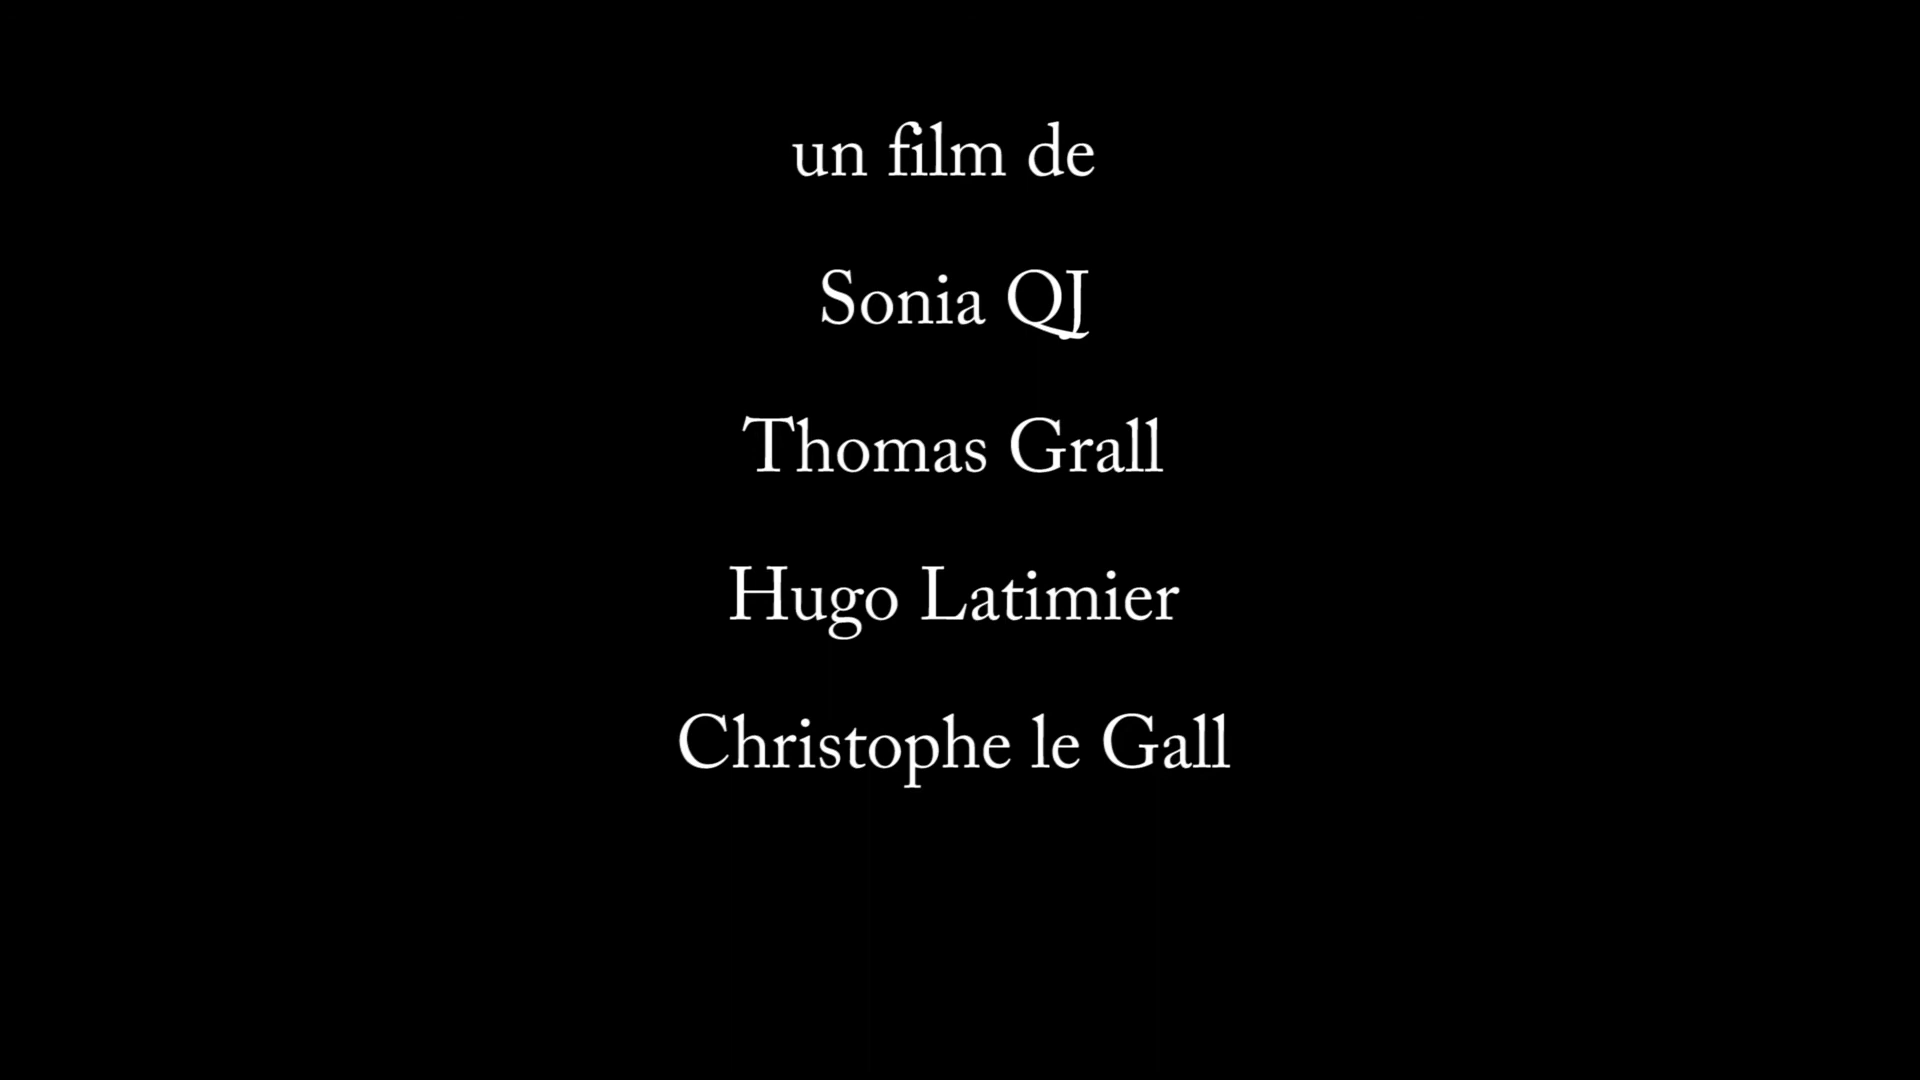 un film de
Sonia QJ
Thomas Grall
Hugo Latimier
Christophe le Gall